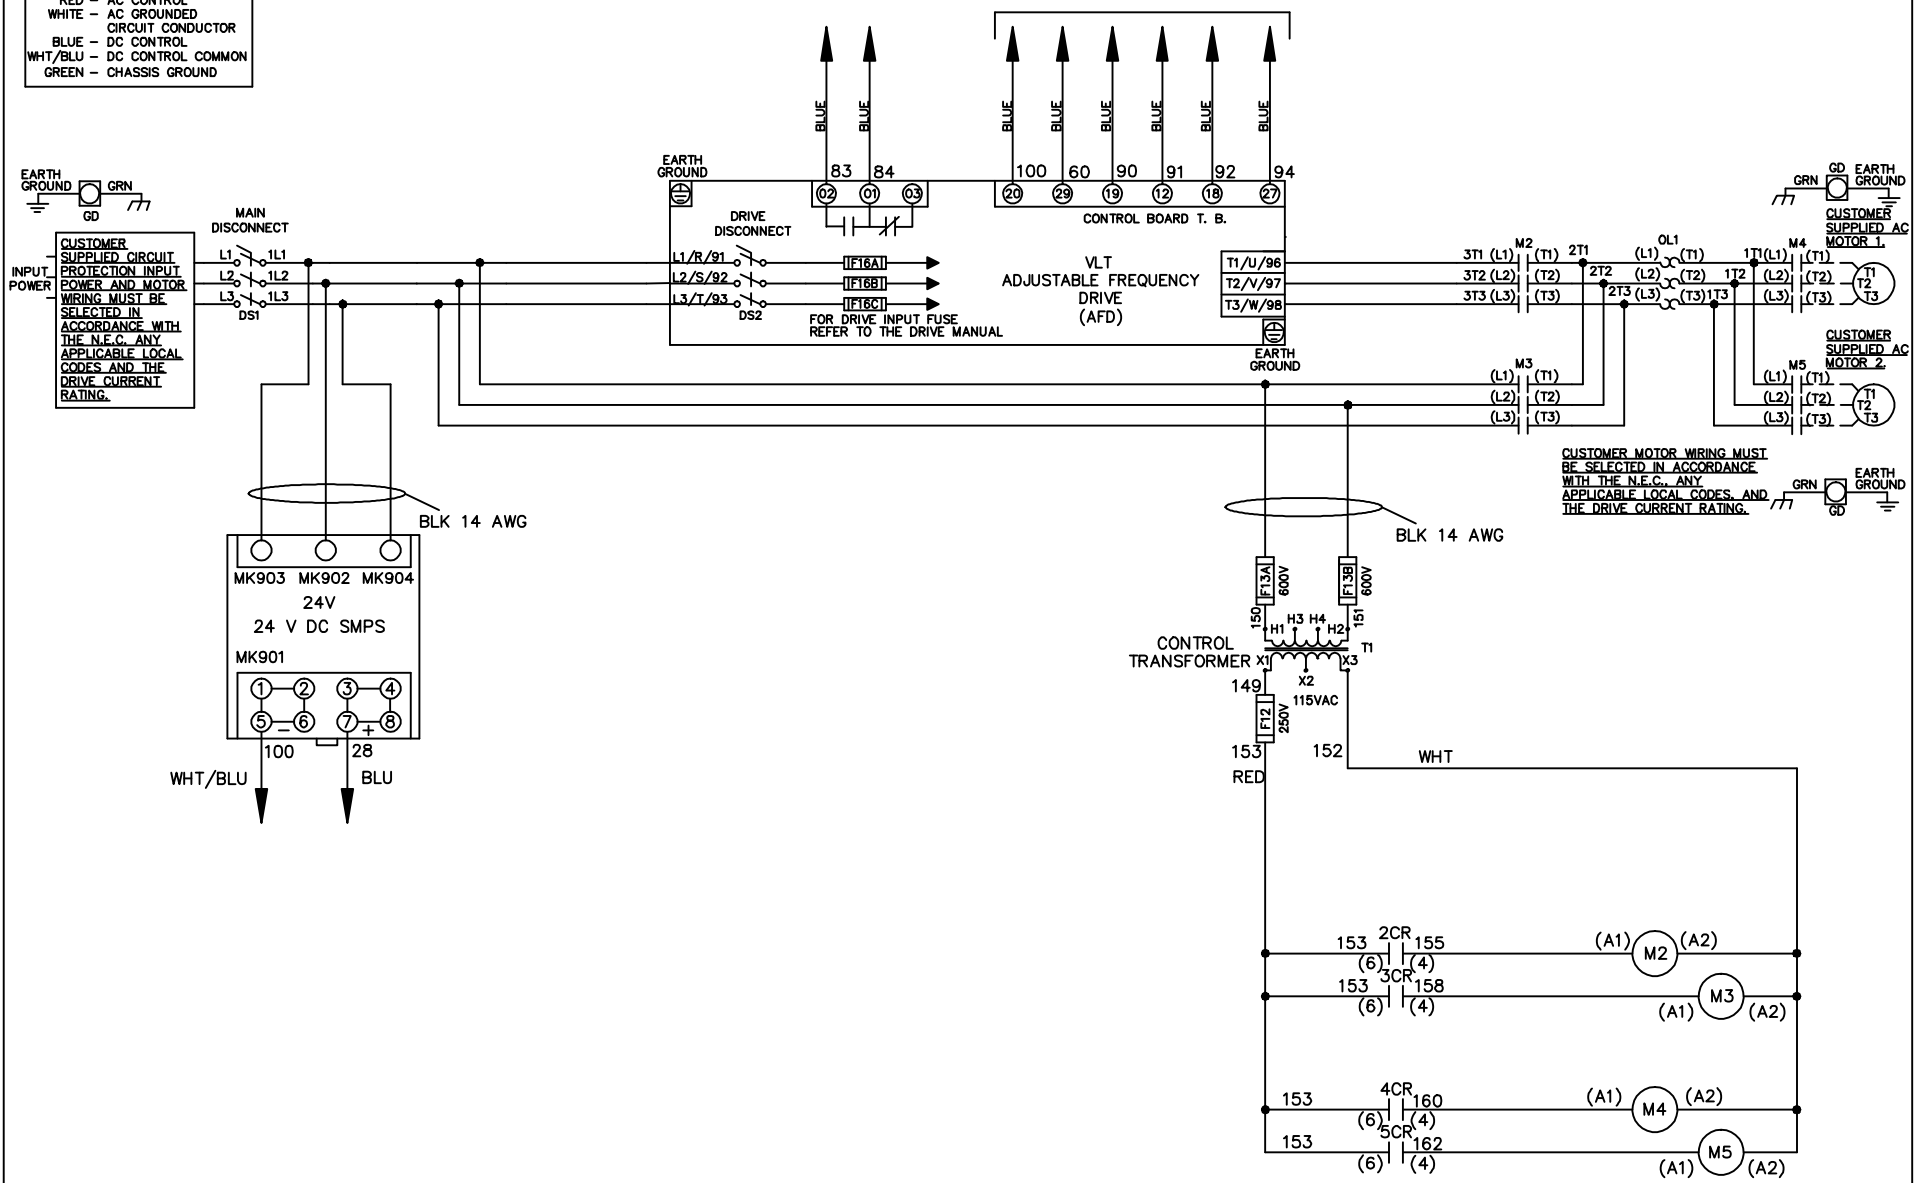 RED – AC CONTROL
WHITE – AC GROUNDED
CIRCUIT CONDUCTOR
BLUE – DC CONTROL
WHT/BLU – DC CONTROL COMMON
GREEN – CHASSIS GROUND
BLUE
BLUE
BLUE
BLUE
BLUE
BLUE
BLUE
BLUE
EARTH
GROUND
GRN
GD
MAIN
DISCONNECT
INPUT
POWER
CUSTOMER
SUPPLIED CIRCUIT
PROTECTION INPUT
POWER AND MOTOR
WIRING MUST BE
SELECTED IN
ACCORDANCE WITH
THE N.E.C. ANY
APPLICABLE LOCAL
CODES AND THE
DRIVE CURRENT
RATING.
L1 1L1
L2 1L2
L3 1L3
DS1
EARTH
GROUND
83 84
02 01 03
100 60 90 91 92 94
20 29 19 12 18 27
CONTROL BOARD T. B.
DRIVE
DISCONNECT
L1/R/91
L2/S/92
L3/T/93
DS2
F16A
F16B
F16C
FOR DRIVE INPUT FUSE
REFER TO THE DRIVE MANUAL
VLT
ADJUSTABLE FREQUENCY
DRIVE
(AFD)
T1/U/96
T2/V/97
T3/W/98
EARTH
GROUND
M2
3T1 (L1) (T1) 2T1
3T2 (L2) (T2) 2T2
3T3 (L3) (T3) 2T3
OL1
(L1) (T1) 1T1
(L2) (T2) 1T2
(L3) (T3) 1T3
M4
(L1) (T1)
(L2) (T2)
(L3) (T3)
T1
T2
T3
GRN
GD
EARTH
GROUND
CUSTOMER
SUPPLIED AC
MOTOR 1.
M3
(L1) (T1)
(L2) (T2)
(L3) (T3)
CUSTOMER
SUPPLIED AC
MOTOR 2.
M5
(L1) (T1)
(L2) (T2)
(L3) (T3)
T1
T2
T3
CUSTOMER MOTOR WIRING MUST
BE SELECTED IN ACCORDANCE
WITH THE N.E.C., ANY
APPLICABLE LOCAL CODES, AND
THE DRIVE CURRENT RATING.
GRN
GD
EARTH
GROUND
BLK 14 AWG
MK903 MK902 MK904
24V
24 V DC SMPS
MK901
1 2 3 4
5 6 7 8
– +
100 28
WHT/BLU BLU
BLK 14 AWG
F13A
600V
F13B
600V
150
151
H1 H3 H4 H2
T1
CONTROL
TRANSFORMER
X1 X3
X2
115VAC
149
F12
250V
153
RED
152
WHT
153 2CR 155
(6) (4)
(A1) M2 (A2)
153 3CR 158
(6) (4)
(A1) M3 (A2)
153 4CR 160
(6) (4)
(A1) M4 (A2)
153 5CR 162
(6) (4)
(A1) M5 (A2)